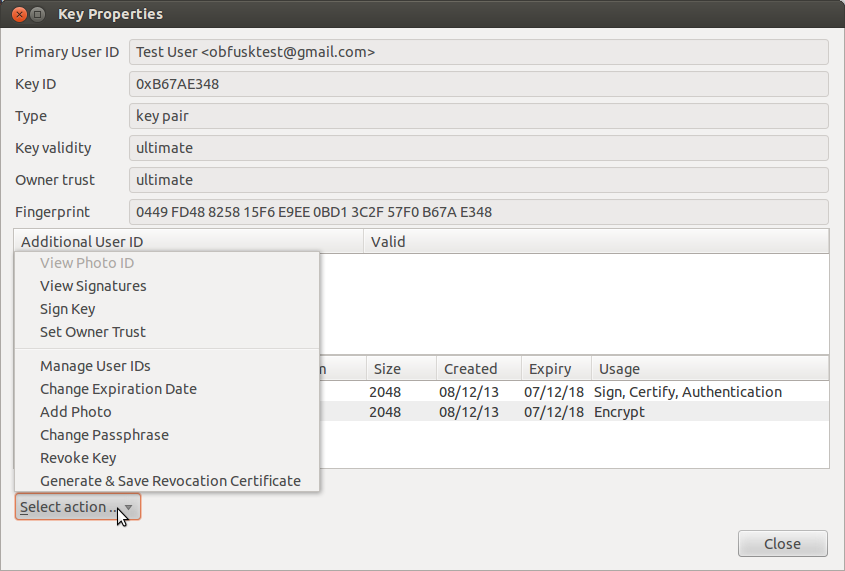 Key Properties
Primary User ID Test User <obfusktest@gmail.com>
Key ID 0xB67AE348
Type key pair
Key validity ultimate
Owner trust ultimate
Fingerprint 0449 FD48 8258 15F6 E9EE 0BD1 3C2F 57F0 B67A E348
Additional User ID Valid
View Photo ID
View Signatures
Sign Key
Set Owner Trust
Manage User IDs
Size Created Expiry Usage
Change Expiration Date
2048 08/12/13 07/12/18 Sign, Certify, Authentication
Add Photo
2048 08/12/13 07/12/18 Encrypt
Change Passphrase
Revoke Key
Generate & Save Revocation Certificate
Select action ..
Close